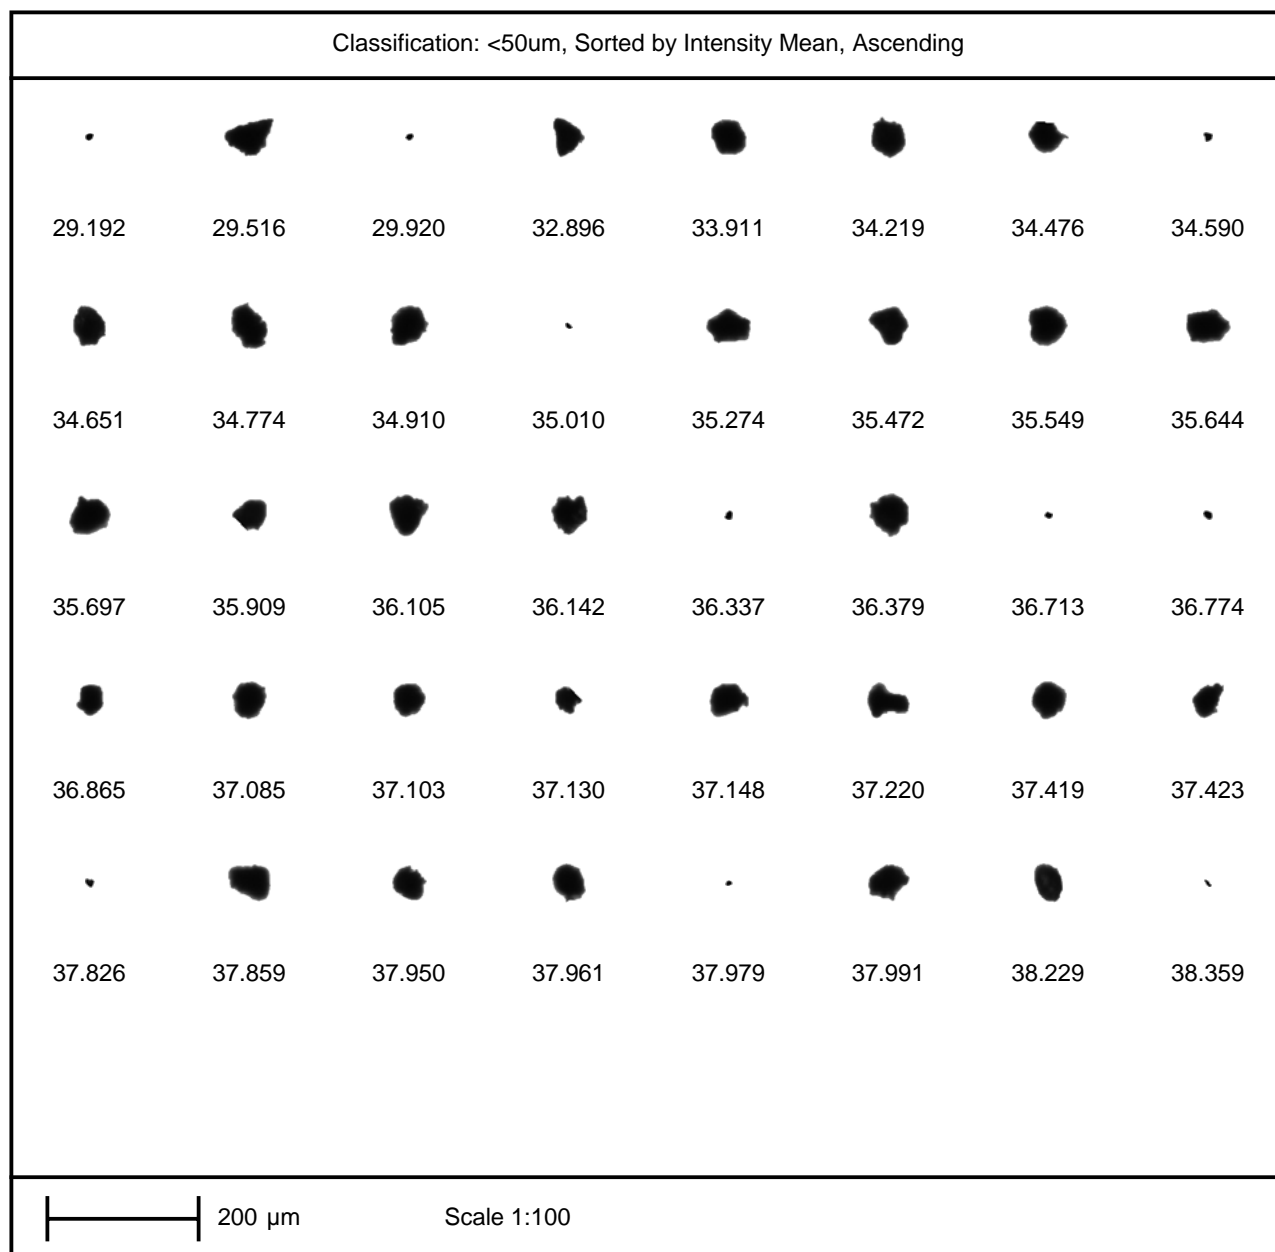 Classification: <50um, Sorted by Intensity Mean, Ascending
29.192 29.516 29.920 32.896 33.911 34.219 34.476 34.590
34.651 34.774 34.910 35.010 35.274 35.472 35.549 35.644
35.697 35.909 36.105 36.142 36.337 36.379 36.713 36.774
36.865 37.085 37.103 37.130 37.148 37.220 37.419 37.423
37.826 37.859 37.950 37.961 37.979 37.991 38.229 38.359
200 µm Scale 1:100